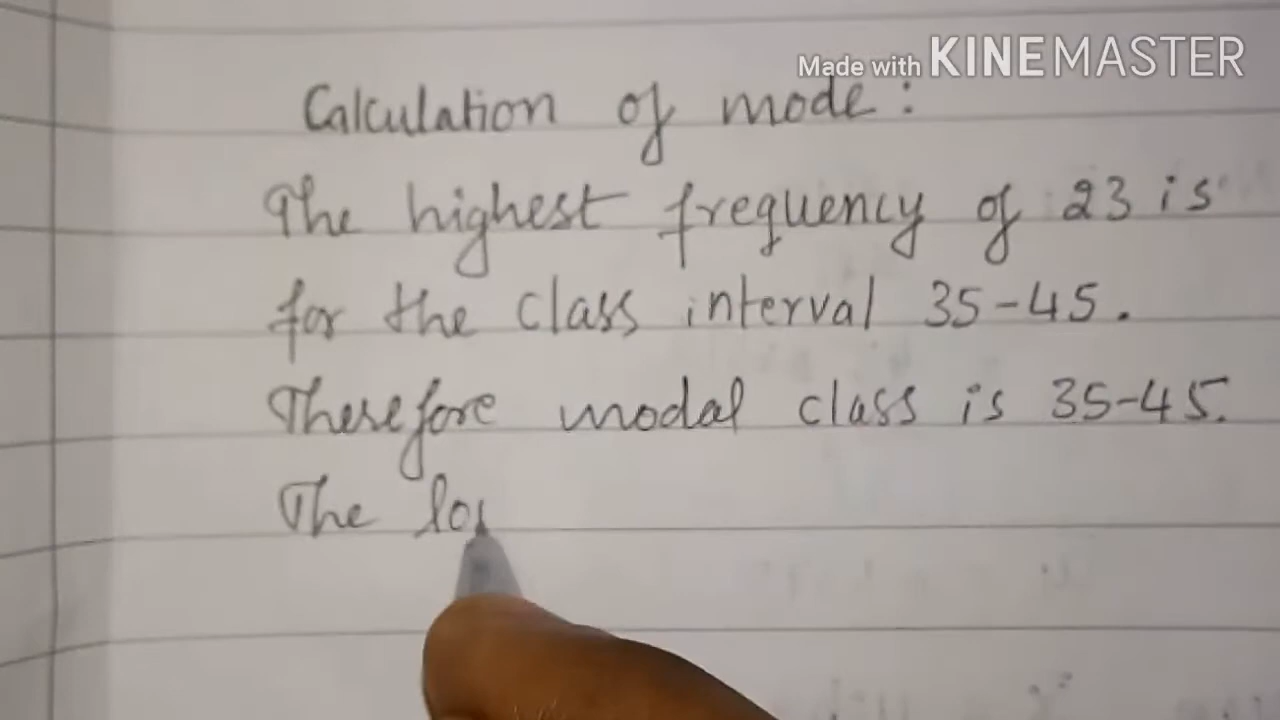 Made with KINEMASTER
Calculation of mode:
The highest frequency of 23 is
for the class interval 35-45.
Therefore modal class is 35-45.
The